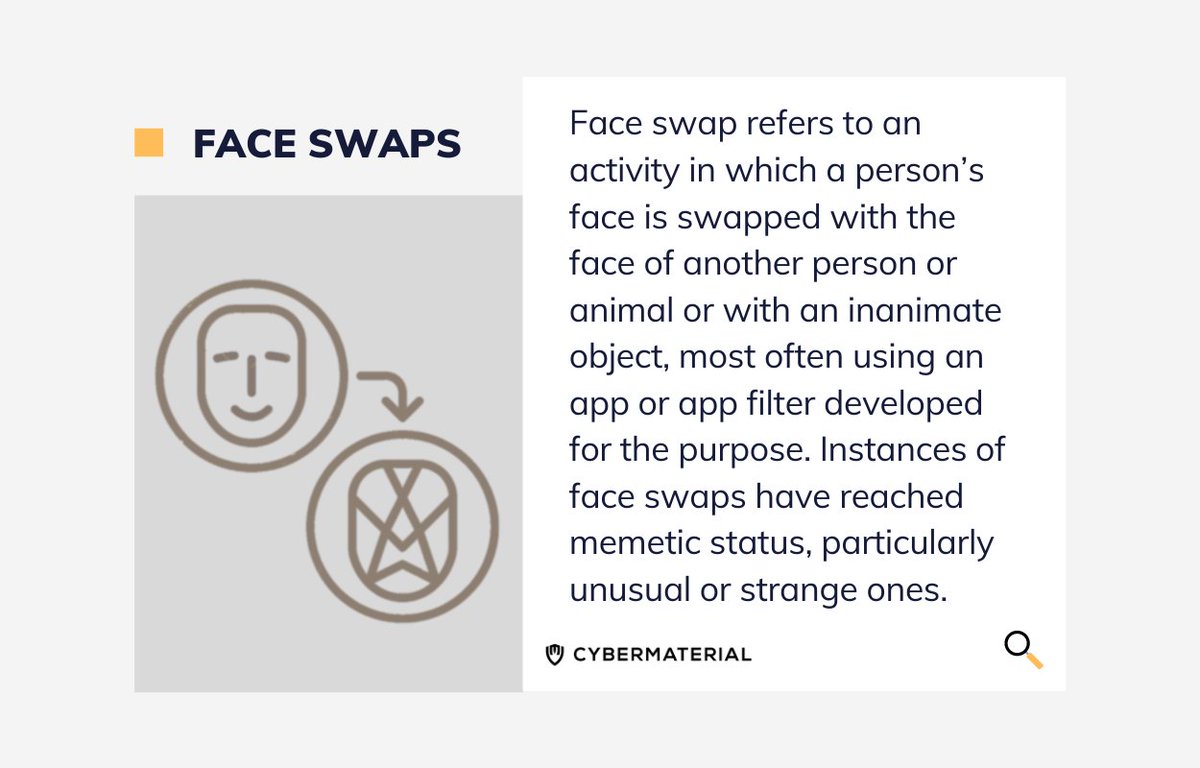 FACE SWAPS
Face swap refers to an
activity in which a person’s
face is swapped with the
face of another person or
animal or with an inanimate
object, most often using an
app or app filter developed
for the purpose. Instances of
face swaps have reached
memetic status, particularly
unusual or strange ones.
CYBERMATERIAL